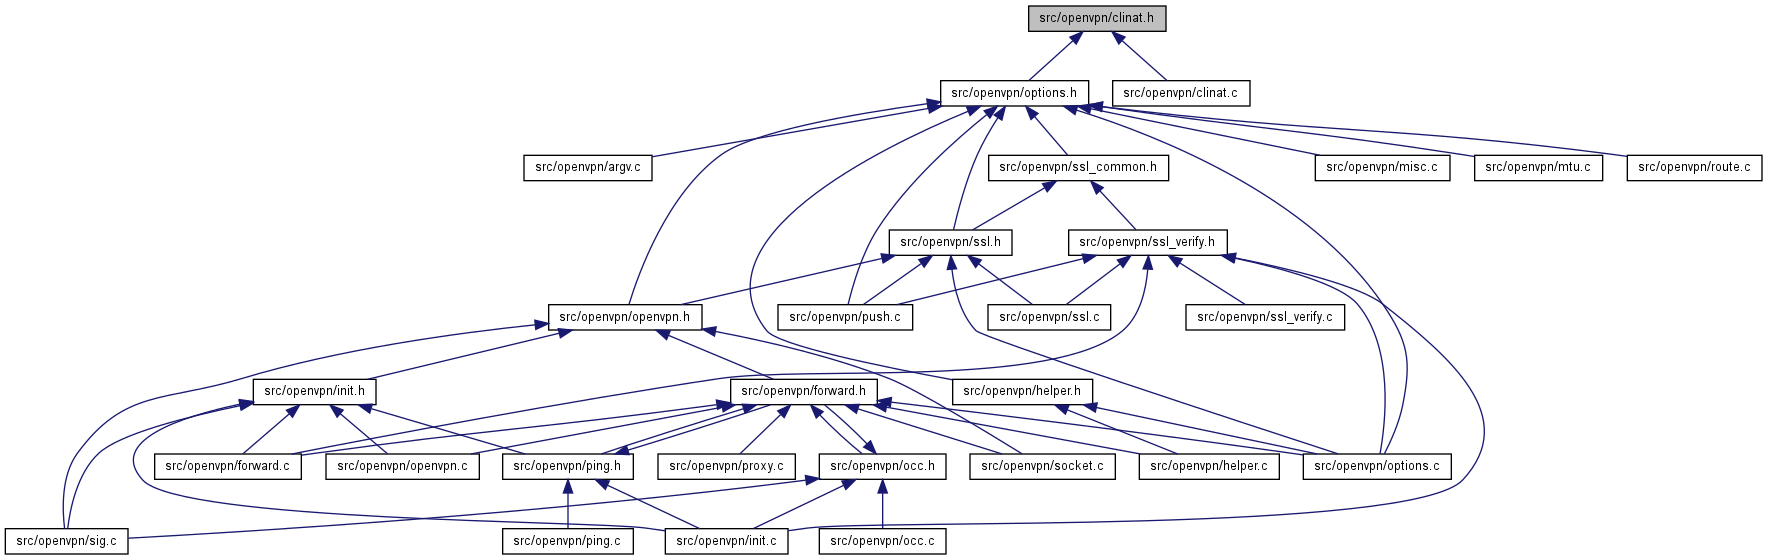 src/openvpn/clinat.h
src/openvpn/options.h
src/openvpn/clinat.c
src/openvpn/argv.c
src/openvpn/ssl_common.h
src/openvpn/misc.c
src/openvpn/mtu.c
src/openvpn/route.c
src/openvpn/ssl.h
src/openvpn/ssl_verify.h
src/openvpn/openvpn.h
src/openvpn/push.c
src/openvpn/ssl.c
src/openvpn/ssl_verify.c
src/openvpn/init.h
src/openvpn/forward.h
src/openvpn/helper.h
src/openvpn/forward.c
src/openvpn/openvpn.c
src/openvpn/ping.h
src/openvpn/proxy.c
src/openvpn/occ.h
src/openvpn/socket.c
src/openvpn/helper.c
src/openvpn/options.c
src/openvpn/sig.c
src/openvpn/ping.c
src/openvpn/init.c
src/openvpn/occ.c